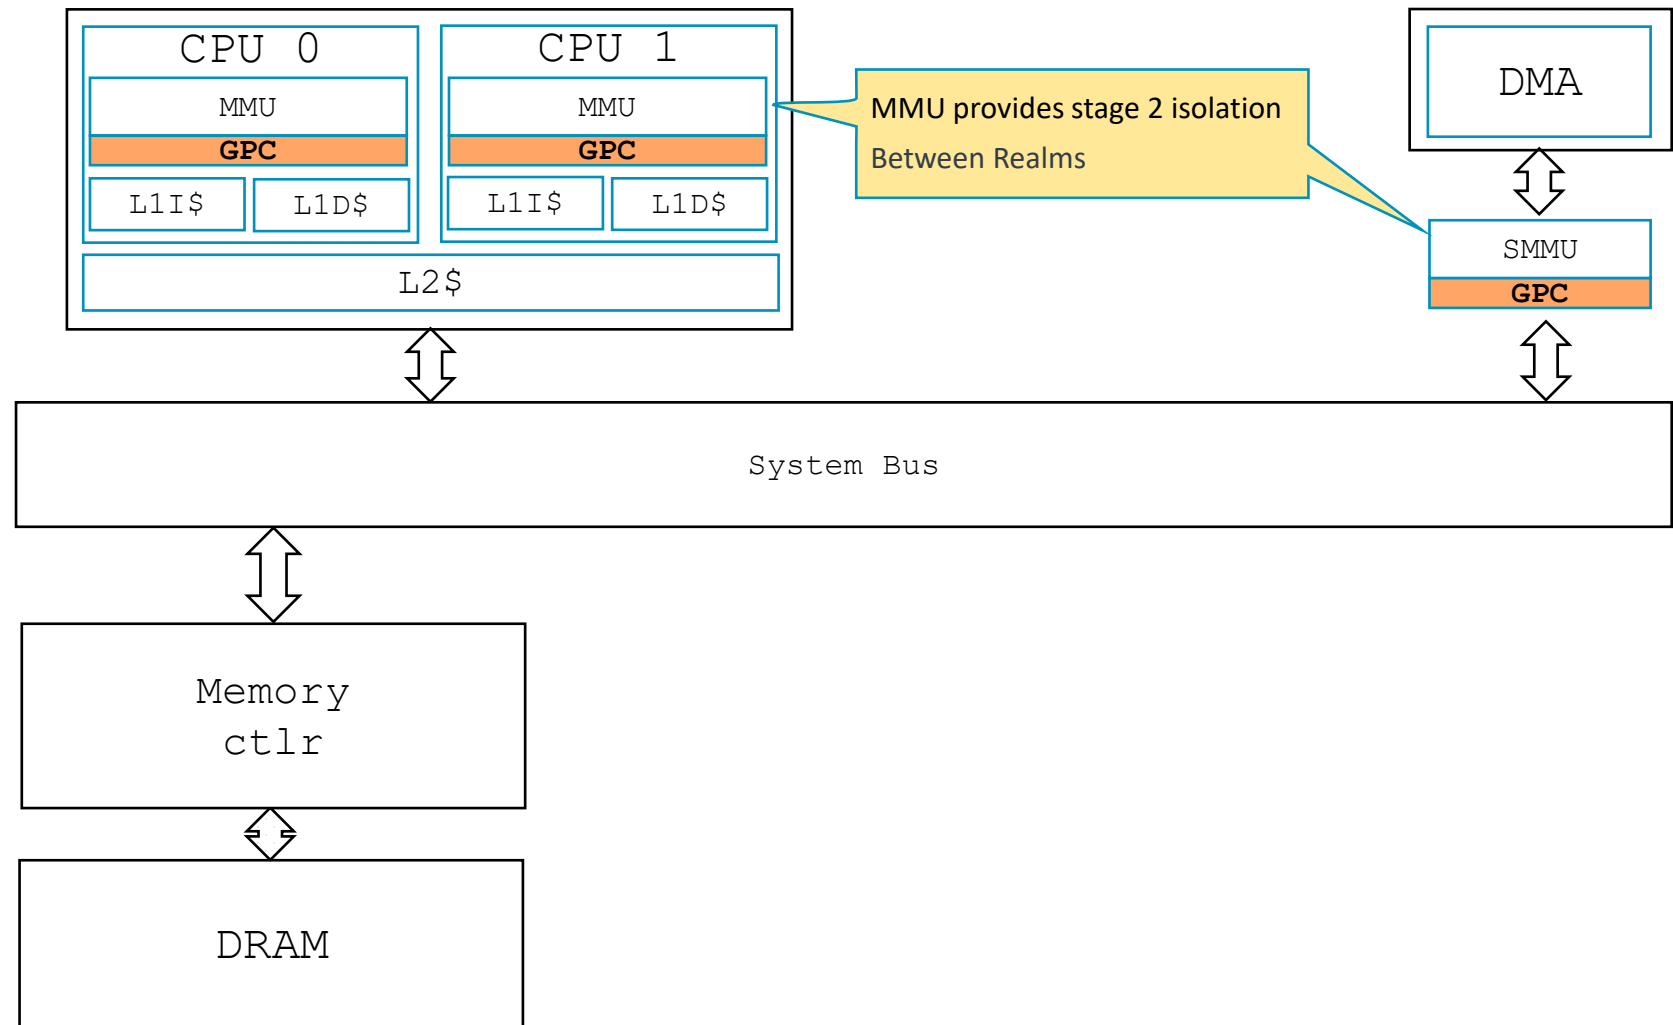 CPU 0
MMU
GPC
L1I$
L1D$
CPU 1
MMU
GPC
L1I$
L1D$
L2$
MMU provides stage 2 isolation
Between Realms
DMA
SMMU
GPC
System Bus
Memory
ctlr
DRAM